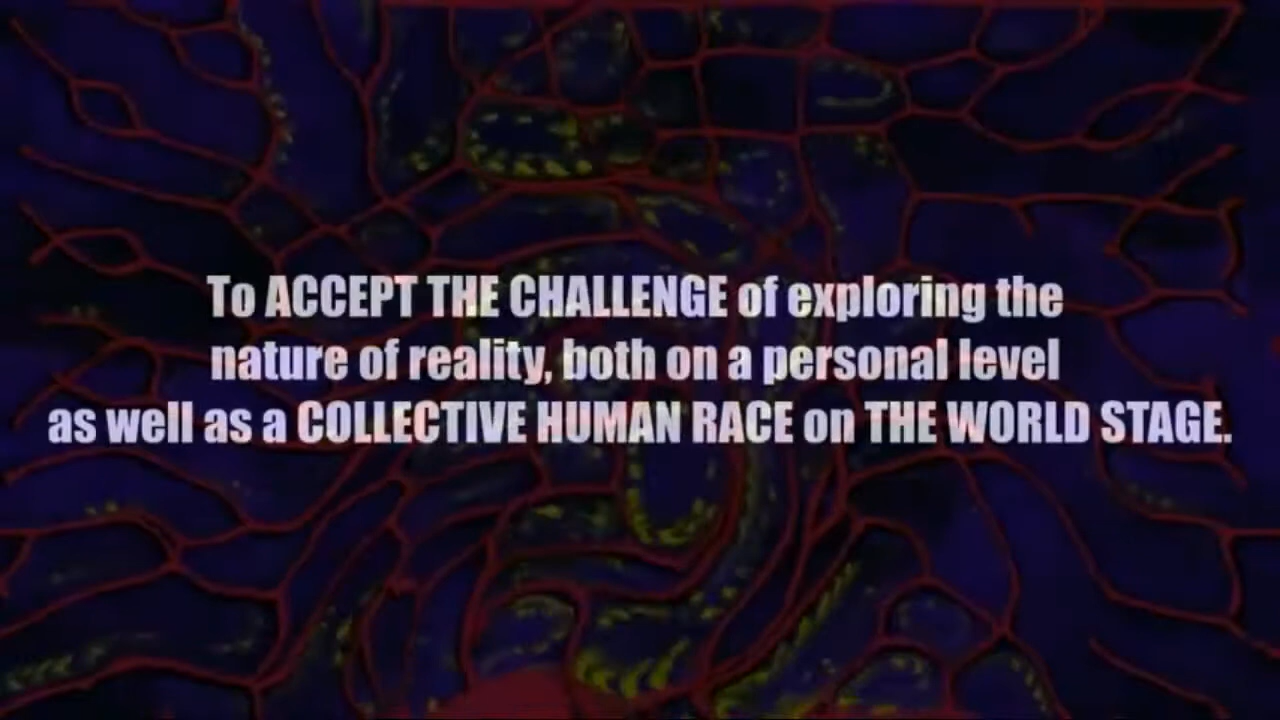 To ACCEPT THE CHALLENGE of exploring the
nature of reality, both on a personal level
as well as a COLLECTIVE HUMAN RACE on THE WORLD STAGE.